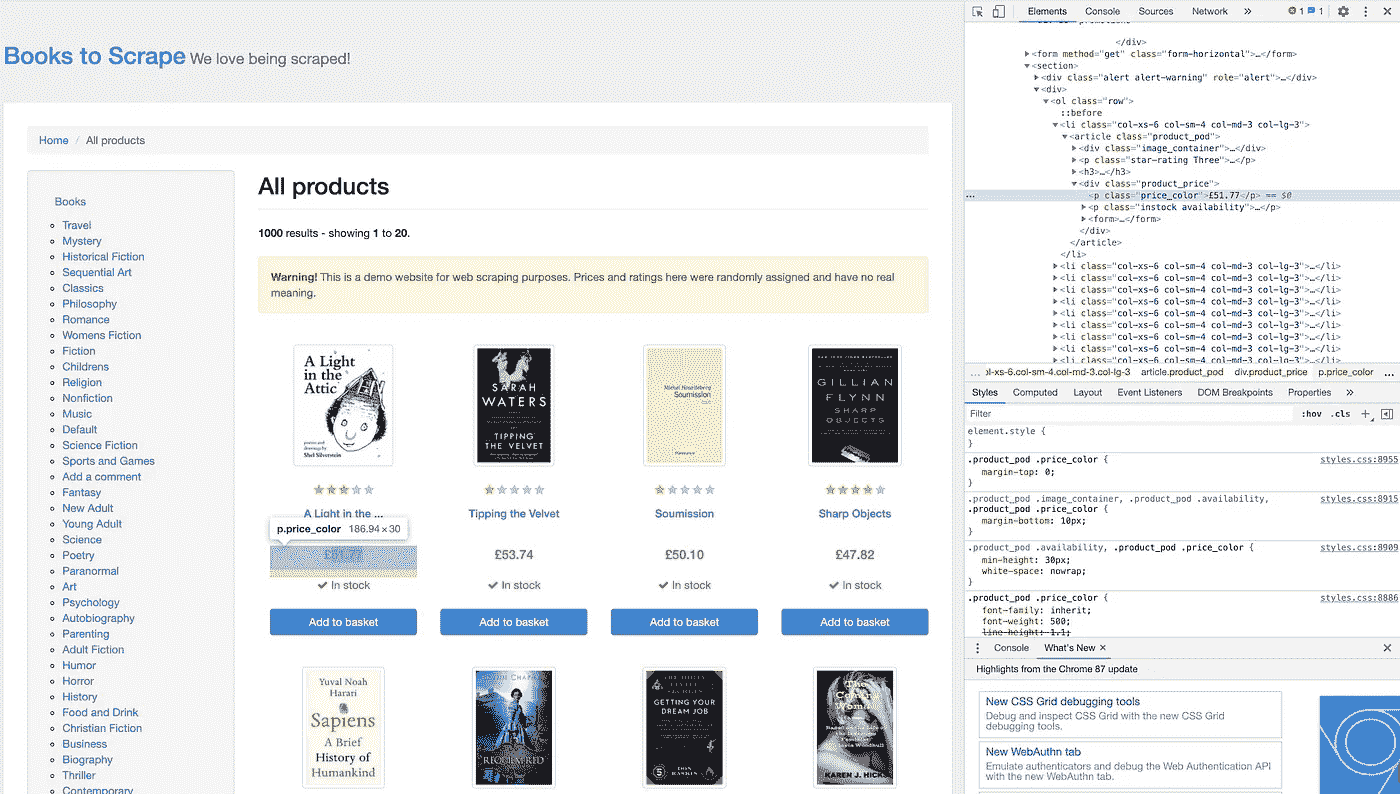 Books to Scrape We love being scraped!
Home / All products
Books
Travel
Mystery
Historical Fiction
Sequential Art
Classics
Philosophy
Romance
Womens Fiction
Fiction
Childrens
Religion
Nonfiction
Music
Default
Science Fiction
Sports and Games
Add a comment
Fantasy
New Adult
Young Adult
Science
Poetry
Paranormal
Art
Psychology
Autobiography
Parenting
Adult Fiction
Humor
Horror
History
Food and Drink
Christian Fiction
Business
Biography
Thriller
Contemporary
All products
1000 results - showing 1 to 20.
Warning! This is a demo website for web scraping purposes. Prices and ratings here were randomly assigned and have no real
meaning.
A Light
in the
Attic
poems and
drawings by
Shel Silverstein
SARAH
WATERS
TIPPING
THE VELVET
Michel Houellebecq
Soumission
GILLIAN
FLYNN
SHARP
OBJECTS
A Light in the ...
Tipping the Velvet
Soumission
Sharp Objects
p.price_color 186.94 × 30
£51.77
£53.74
£50.10
£47.82
In stock
In stock
In stock
In stock
Add to basket
Add to basket
Add to basket
Add to basket
Yuval Noah
Harari
Sapiens
A Brief
History of
Humankind
GETTING YOUR
DREAM JOB
DON
The
Woman
KAREN J. HICKS
Elements Console Sources Network » 1 1
</div>
<form method="get" class="form-horizontal">…</form>
<section>
<div class="alert alert-warning" role="alert">…</div>
<div>
<ol class="row">
::before
<li class="col-xs-6 col-sm-4 col-md-3 col-lg-3">
<article class="product_pod">
<div class="image_container">…</div>
<p class="star-rating Three">…</p>
<h3>…</h3>
<div class="product_price">
… <p class="price_color">£51.77</p> == $0
<p class="instock availability">…</p>
<form>…</form>
</div>
</article>
</li>
<li class="col-xs-6 col-sm-4 col-md-3 col-lg-3">…</li>
<li class="col-xs-6 col-sm-4 col-md-3 col-lg-3">…</li>
<li class="col-xs-6 col-sm-4 col-md-3 col-lg-3">…</li>
<li class="col-xs-6 col-sm-4 col-md-3 col-lg-3">…</li>
<li class="col-xs-6 col-sm-4 col-md-3 col-lg-3">…</li>
<li class="col-xs-6 col-sm-4 col-md-3 col-lg-3">…</li>
<li class="col-xs-6 col-sm-4 col-md-3 col-lg-3">…</li>
<li class="col-xs-6 col-sm-4 col-md-3 col-lg-3">…</li>
<li class="col-xs-6 col-sm-4 col-md-3 col-lg-3">…</li>
… ol-xs-6.col-sm-4.col-md-3.col-lg-3 article.product_pod div.product_price p.price_color …
Styles Computed Layout Event Listeners DOM Breakpoints Properties »
Filter :hov .cls +
element.style {
}
.product_pod .price_color { styles.css:8955
margin-top: 0;
}
.product_pod .image_container, .product_pod .availability, styles.css:8915
.product_pod .price_color {
margin-bottom: 10px;
}
.product_pod .availability, .product_pod .price_color { styles.css:8909
min-height: 30px;
white-space: nowrap;
}
.product_pod .price_color { styles.css:8886
font-family: inherit;
font-weight: 500;
line-height: 1.1;
Console What's New ×
Highlights from the Chrome 87 update
New CSS Grid debugging tools
Debug and inspect CSS Grid with the new CSS Grid
debugging tools.
New WebAuthn tab
Emulate authenticators and debug the Web Authentication API
with the new WebAuthn tab.